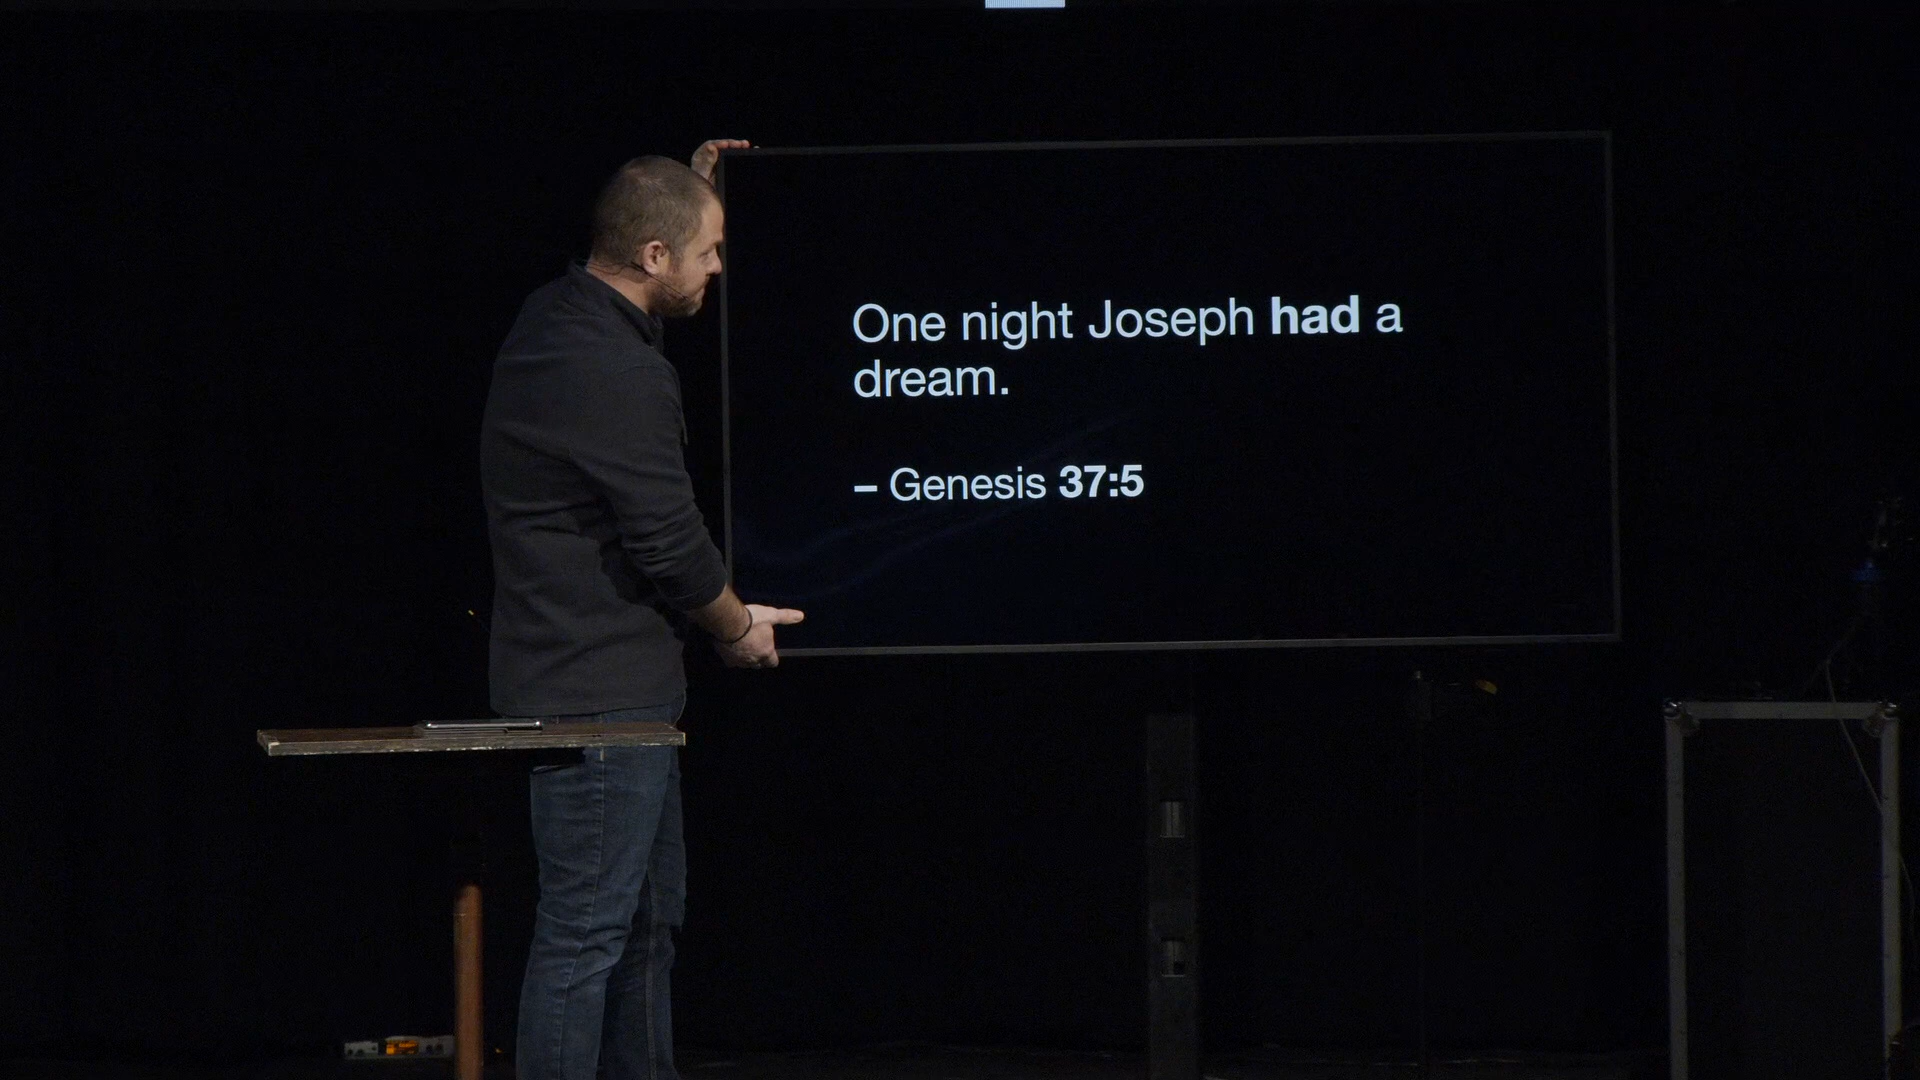 One night Joseph had a
dream.
– Genesis 37:5